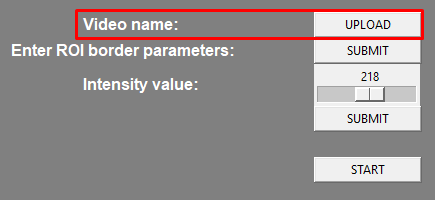 Video name: UPLOAD
Enter ROI border parameters: SUBMIT
Intensity value: 218
SUBMIT
START